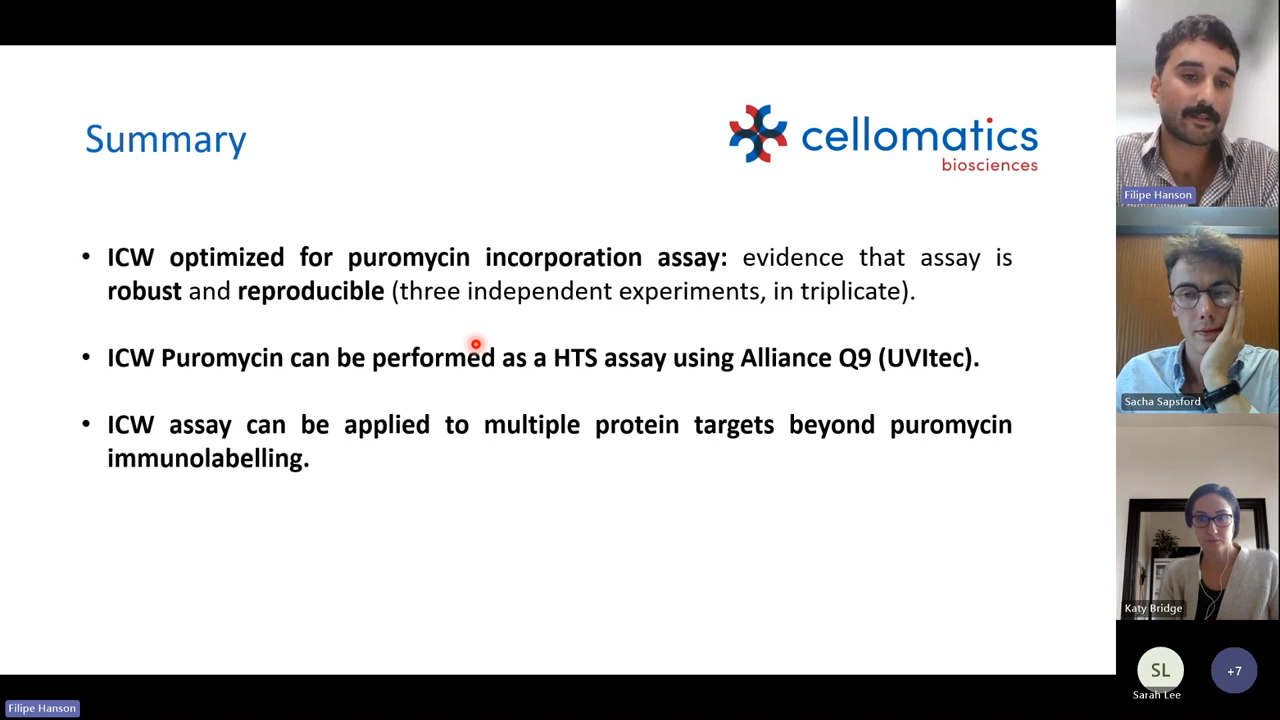 Summary
cellomatics
biosciences
• ICW optimized for puromycin incorporation assay: evidence that assay is
robust and reproducible (three independent experiments, in triplicate).
• ICW Puromycin can be performed as a HTS assay using Alliance Q9 (UVItec).
• ICW assay can be applied to multiple protein targets beyond puromycin
immunolabelling.
Filipe Hanson
Sacha Sapsford
Katy Bridge
SL
+7
Sarah Lee
Filipe Hanson